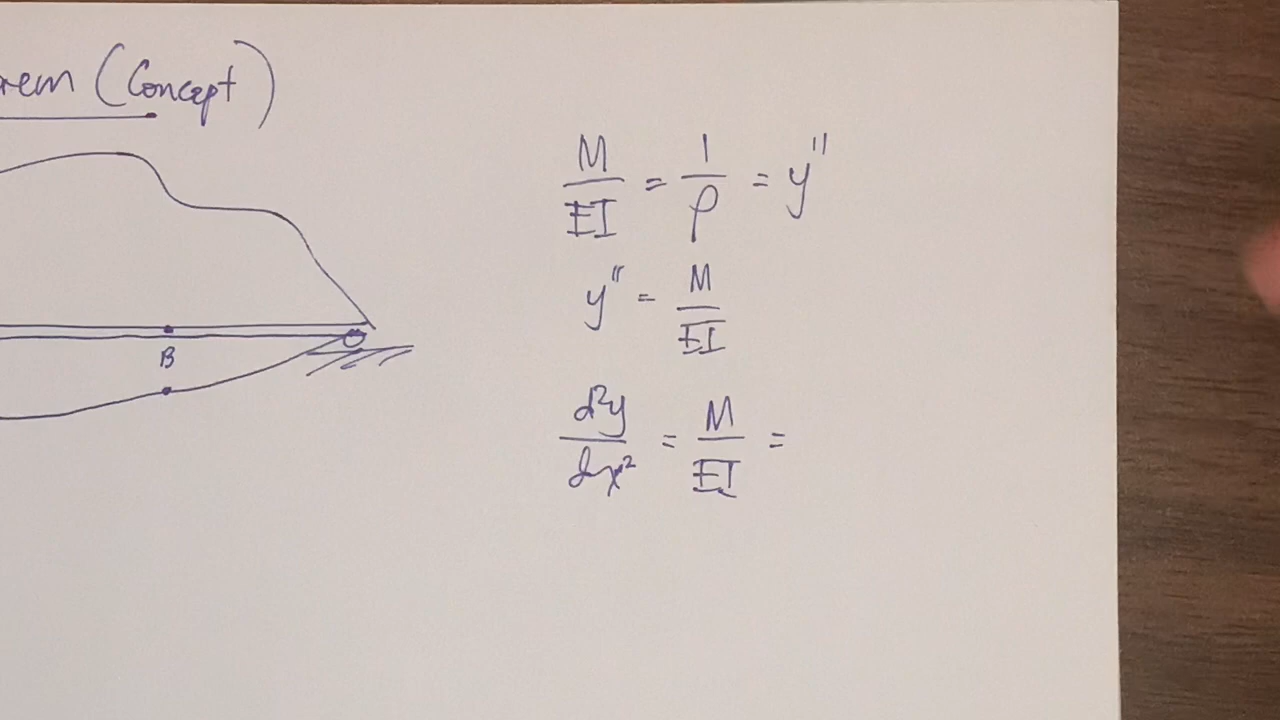 rem (Concept)
M/EI = 1/ρ = y"
B
y" = M/EI
d²y/dx² = M/EI =